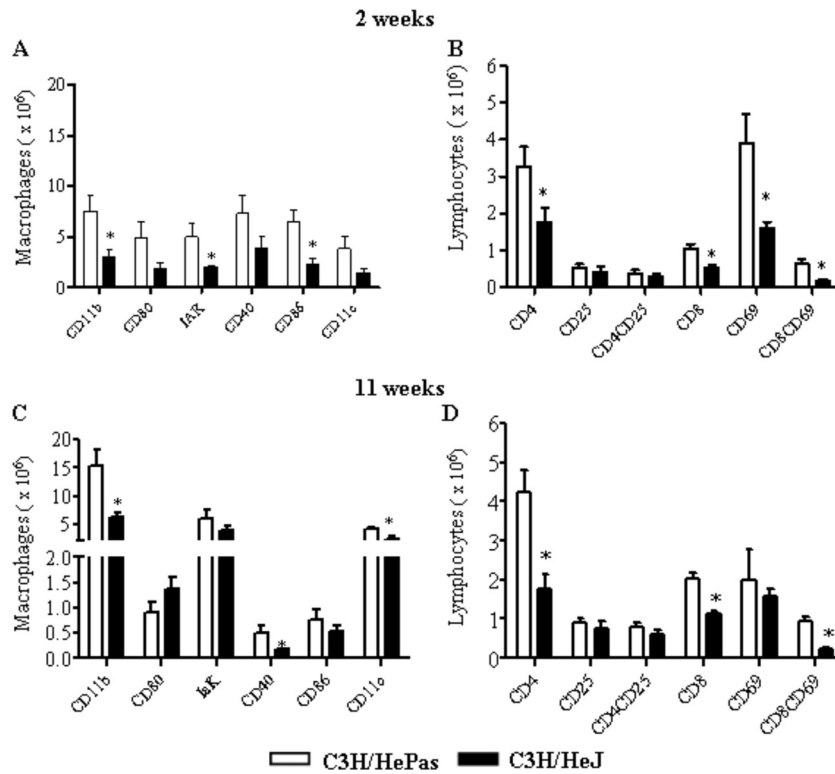 2 weeks
A
B
Macrophages ( x 10⁶)
20
15
10
5
0
*
*
*
CD11b
CD80
IAK
CD40
CD86
CD11c
Lymphocytes ( x 10⁶)
6
5
4
3
2
1
0
*
*
*
*
CD4
CD25
CD4CD25
CD8
CD69
CD8CD69
11 weeks
C
D
Macrophages ( x 10⁶)
20
15
10
5
2.0
1.5
1.0
0.5
0.0
*
*
*
CD11b
CD80
IaK
CD40
CD86
CD11c
Lymphocytes ( x 10⁶)
6
5
4
3
2
1
0
*
*
*
CD4
CD25
CD4CD25
CD8
CD69
CD8CD69
C3H/HePas
C3H/HeJ